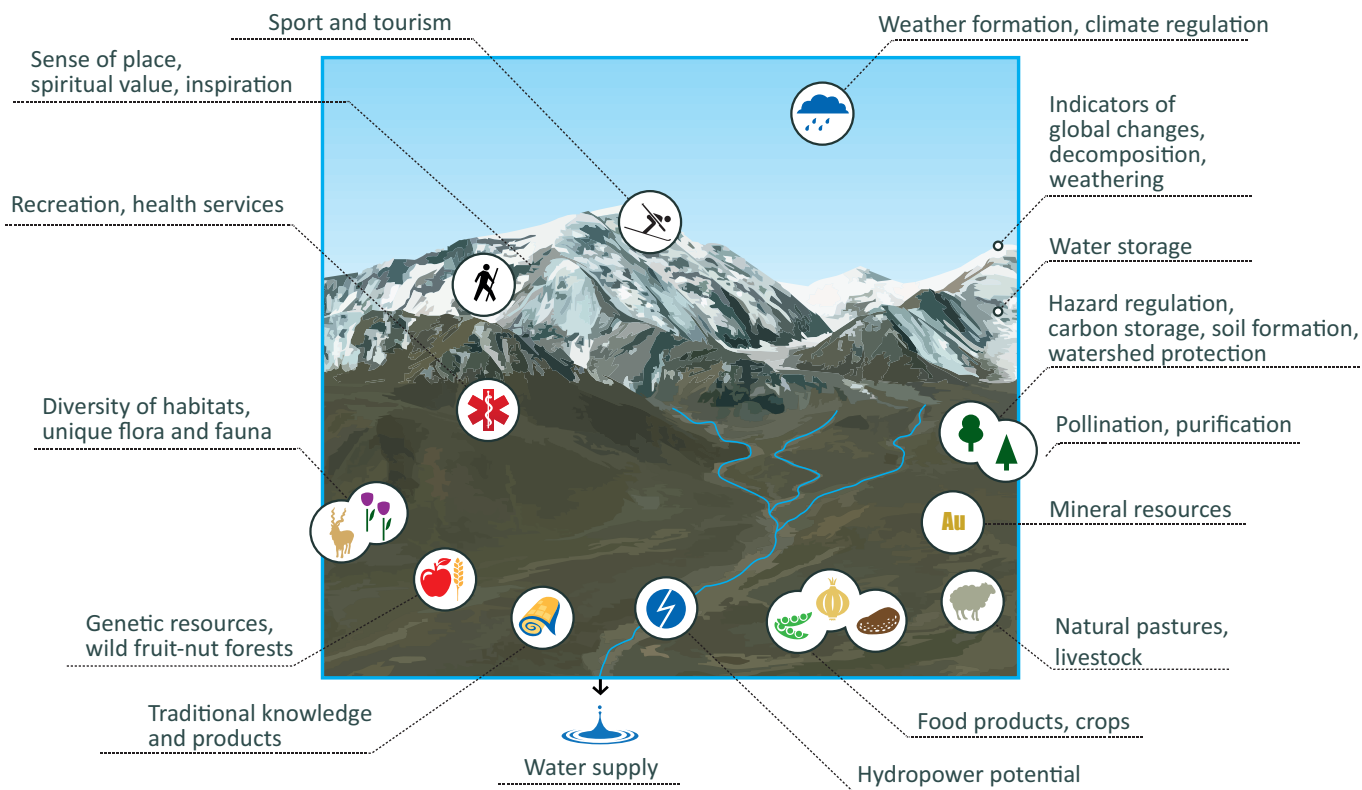 Sport and tourism
Weather formation, climate regulation
Sense of place,
spiritual value, inspiration
Indicators of
global changes,
decomposition,
weathering
Recreation, health services
Water storage
Hazard regulation,
carbon storage, soil formation,
watershed protection
Diversity of habitats,
unique flora and fauna
Pollination, purification
Au
Mineral resources
Genetic resources,
wild fruit-nut forests
Natural pastures,
livestock
Traditional knowledge
and products
Food products, crops
Water supply
Hydropower potential